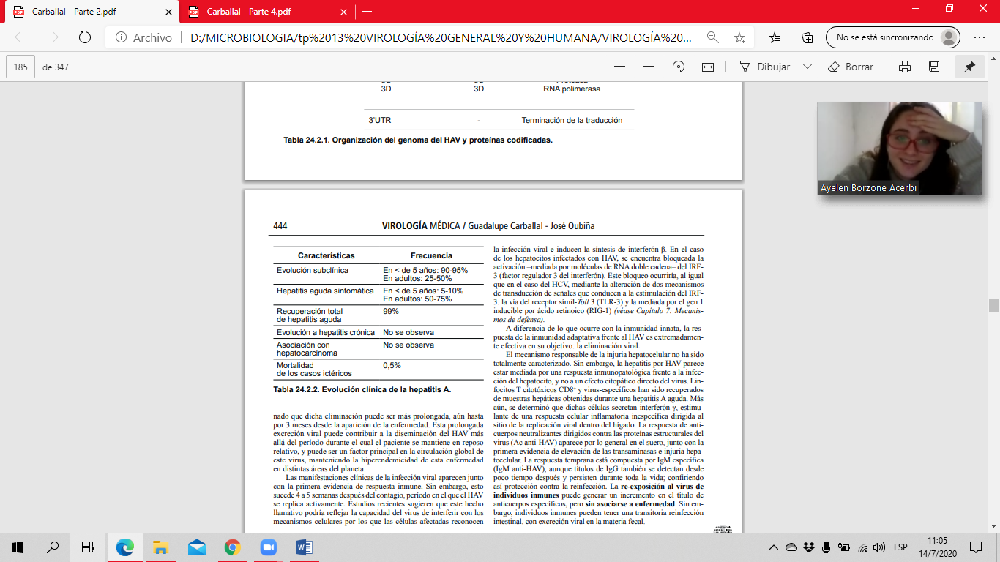 Carballal - Parte 2.pdf
Carballal - Parte 4.pdf
Archivo
D:/MICROBIOLOGIA/tp%2013%20VIROLOGÍA%20GENERAL%20Y%20HUMANA/VIROLOGÍA%20...
No se está sincronizando
185 de 347
Dibujar
Borrar
3D 3D RNA polimerasa
3'UTR - Terminación de la traducción
Tabla 24.2.1. Organización del genoma del HAV y proteínas codificadas.
Ayelen Borzone Acerbi
444 VIROLOGÍA MÉDICA / Guadalupe Carballal - José Oubiña
Características Frecuencia
Evolución subclínica En < de 5 años: 90-95%
En adultos: 25-50%
Hepatitis aguda sintomática En < de 5 años: 5-10%
En adultos: 50-75%
Recuperación total 99%
de hepatitis aguda
Evolución a hepatitis crónica No se observa
Asociación con No se observa
hepatocarcinoma
Mortalidad 0,5%
de los casos ictéricos
Tabla 24.2.2. Evolución clínica de la hepatitis A.
nado que dicha eliminación puede ser más prolongada, aún hasta
por 3 meses desde la aparición de la enfermedad. Esta prolongada
excreción viral puede contribuir a la diseminación del HAV más
allá del período durante el cual el paciente se mantiene en reposo
relativo, y puede ser un factor principal en la circulación global de
este virus, manteniendo la hiperendemicidad de esta enfermedad
en distintas áreas del planeta.
Las manifestaciones clínicas de la infección viral aparecen junto
con la primera evidencia de respuesta inmune. Sin embargo, esto
sucede 4 a 5 semanas después del contagio, período en el que el HAV
se replica activamente. Estudios recientes sugieren que este hecho
llamativo podría reflejar la capacidad del virus de interferir con los
mecanismos celulares por los que las células afectadas reconocen
la infección viral e inducen la síntesis de interferón-β. En el caso
de los hepatocitos infectados con HAV, se encuentra bloqueada la
activación –mediada por moléculas de RNA doble cadena– del IRF-
3 (factor regulador 3 del interferón). Este bloqueo ocurriría, al igual
que en el caso del HCV, mediante la alteración de dos mecanismos
de transducción de señales que conducen a la estimulación del IRF-
3: la vía del receptor símil-Toll 3 (TLR-3) y la mediada por el gen 1
inducible por ácido retinoico (RIG-1) (véase Capítulo 7: Mecanis-
mos de defensa).
A diferencia de lo que ocurre con la inmunidad innata, la res-
puesta de la inmunidad adaptativa frente al HAV es extremadamen-
te efectiva en su objetivo: la eliminación viral.
El mecanismo responsable de la injuria hepatocelular no ha sido
totalmente caracterizado. Sin embargo, la hepatitis por HAV parece
estar mediada por una respuesta inmunopatológica frente a la infec-
ción del hepatocito, y no a un efecto citopático directo del virus. Lin-
focitos T citotóxicos CD8+ y virus-específicos han sido recuperados
de muestras hepáticas obtenidas durante una hepatitis A aguda. Más
aún, se determinó que dichas células secretan interferón-γ, estimu-
lante de una respuesta celular inflamatoria inespecífica dirigida al
sitio de la replicación viral dentro del hígado. La respuesta de anti-
cuerpos neutralizantes dirigidos contra las proteínas estructurales del
virus (Ac anti-HAV) aparece por lo general en el suero, junto con la
primera evidencia de elevación de las transaminasas e injuria hepa-
tocelular. La respuesta temprana está compuesta por IgM específica
(IgM anti-HAV), aunque títulos de IgG también se detectan desde
poco tiempo después y persisten durante toda la vida; confiriendo
así protección contra la reinfección. La re-exposición al virus de
individuos inmunes puede generar un incremento en el título de
anticuerpos específicos, pero sin asociarse a enfermedad. Sin em-
bargo, individuos inmunes pueden tener una transitoria reinfección
intestinal, con excreción viral en la materia fecal.
ESP
11:05
14/7/2020